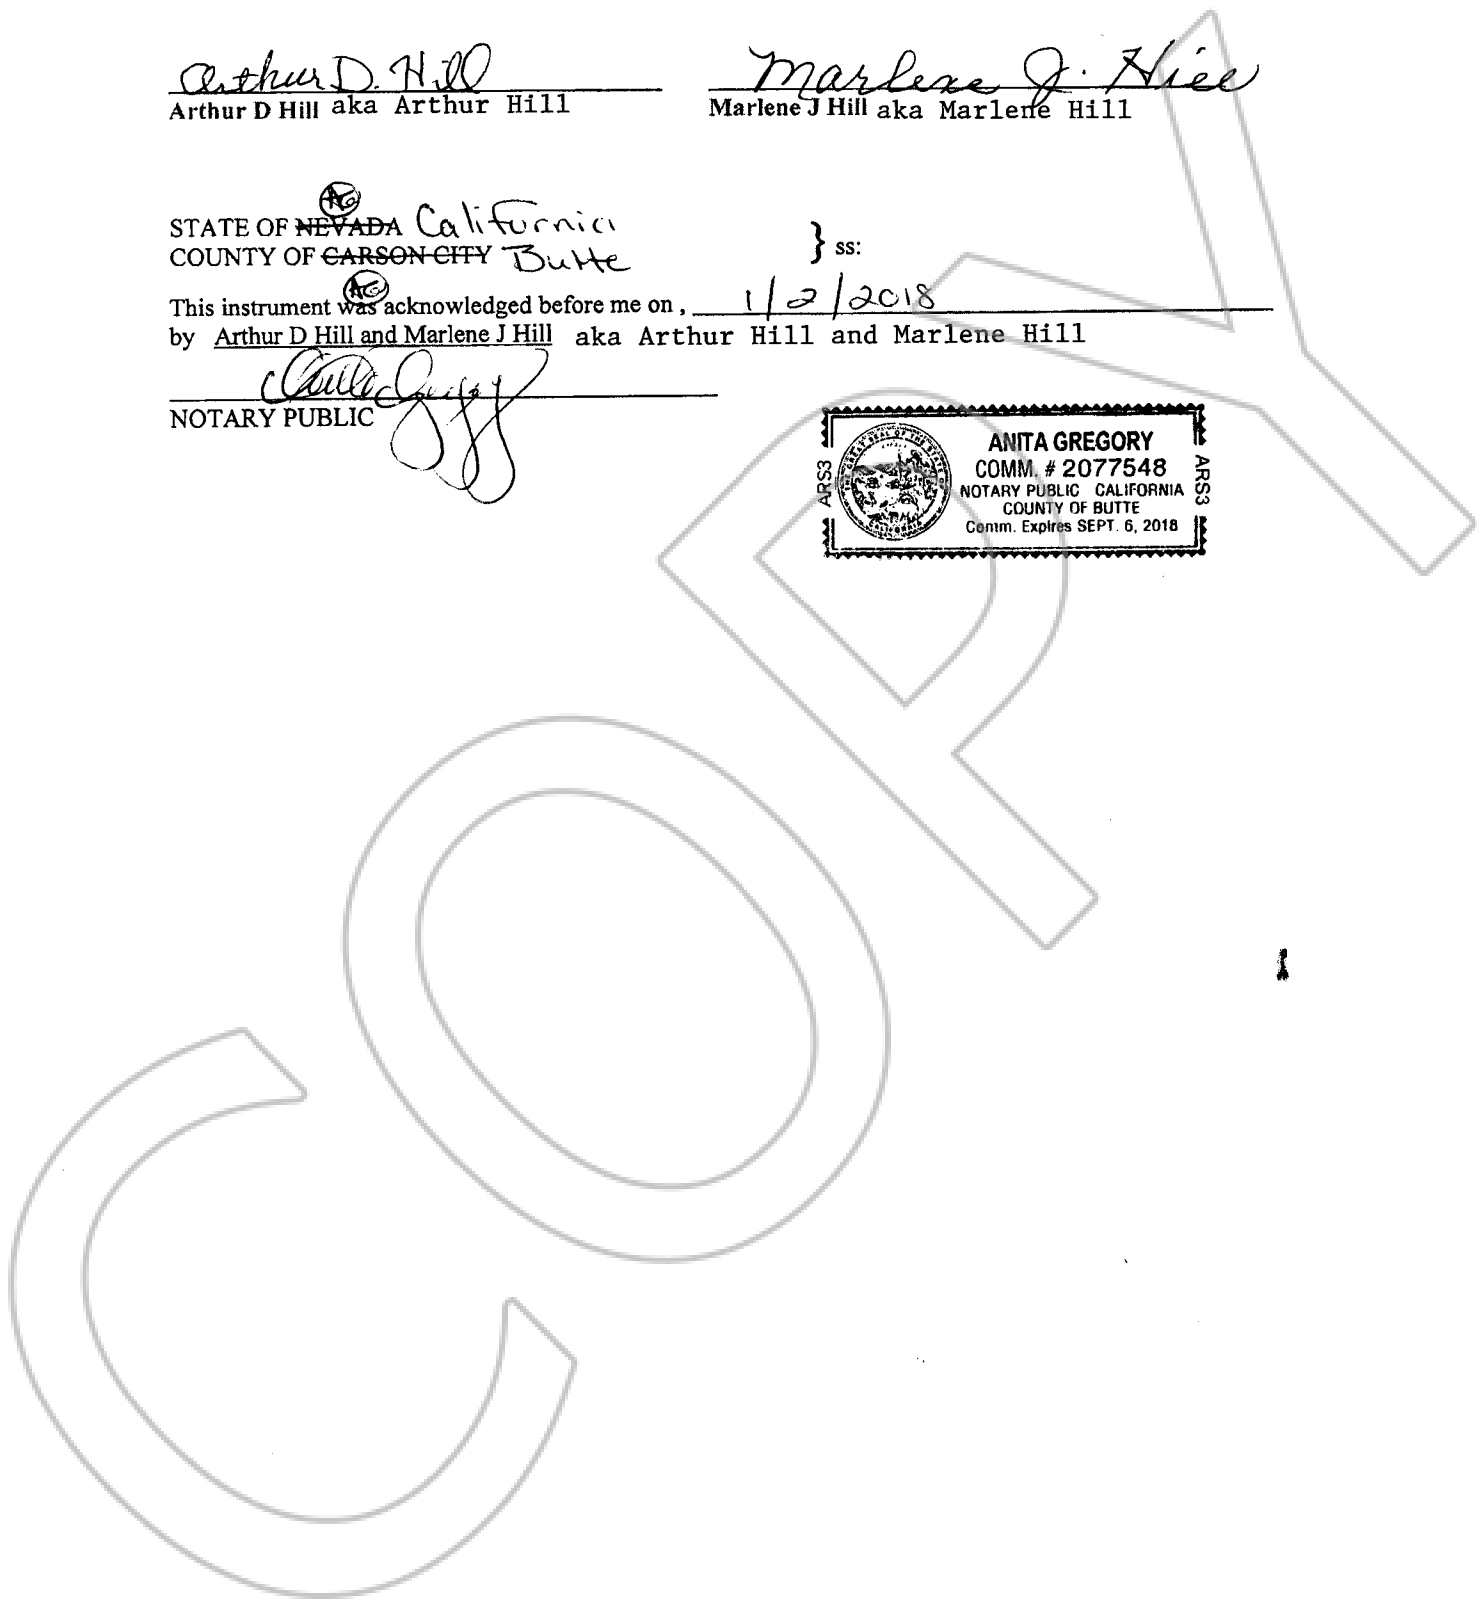 Arthur D. Hill Marlene J. Hill
Arthur D Hill aka Arthur Hill Marlene J Hill aka Marlene Hill
AG
STATE OF NEVADA California
COUNTY OF CARSON CITY Butte } ss:
AG
This instrument was acknowledged before me on , 1/2/2018
by Arthur D Hill and Marlene J Hill aka Arthur Hill and Marlene Hill
NOTARY PUBLIC
ANITA GREGORY
COMM. # 2077548
NOTARY PUBLIC CALIFORNIA
COUNTY OF BUTTE
Comm. Expires SEPT. 6, 2018
ARS3
ARS3
COPY